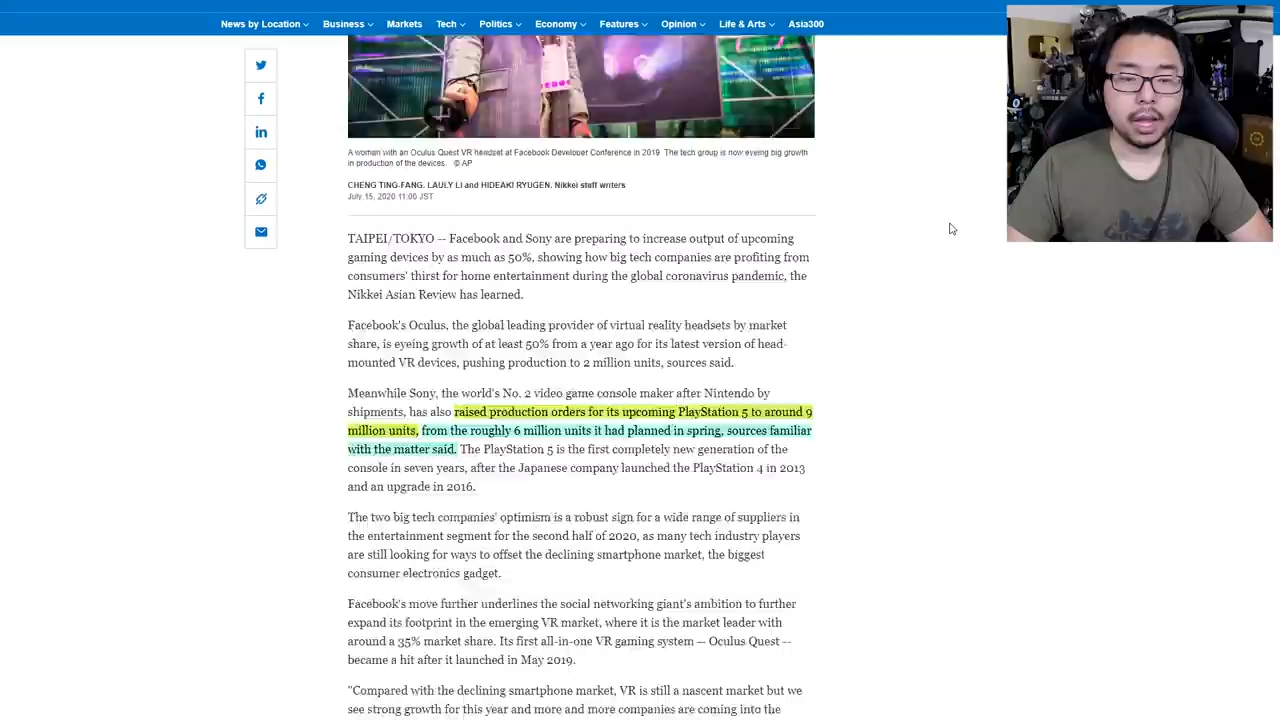 News by Location Business Markets Tech Politics Economy Features Opinion Life & Arts Asia300
A woman with an Oculus Quest VR headset at Facebook Developer Conference in 2019 The tech group is now eyeing big growth
in production of the devices. © AP
CHENG TING-FANG, LAULY LI and HIDEAKI RYUGEN, Nikkei staff writers
July 15, 2020 11:00 JST
TAIPEI/TOKYO -- Facebook and Sony are preparing to increase output of upcoming
gaming devices by as much as 50%, showing how big tech companies are profiting from
consumers' thirst for home entertainment during the global coronavirus pandemic, the
Nikkei Asian Review has learned.
Facebook's Oculus, the global leading provider of virtual reality headsets by market
share, is eyeing growth of at least 50% from a year ago for its latest version of head-
mounted VR devices, pushing production to 2 million units, sources said.
Meanwhile Sony, the world's No. 2 video game console maker after Nintendo by
shipments, has also raised production orders for its upcoming PlayStation 5 to around 9
million units, from the roughly 6 million units it had planned in spring, sources familiar
with the matter said. The PlayStation 5 is the first completely new generation of the
console in seven years, after the Japanese company launched the PlayStation 4 in 2013
and an upgrade in 2016.
The two big tech companies' optimism is a robust sign for a wide range of suppliers in
the entertainment segment for the second half of 2020, as many tech industry players
are still looking for ways to offset the declining smartphone market, the biggest
consumer electronics gadget.
Facebook's move further underlines the social networking giant's ambition to further
expand its footprint in the emerging VR market, where it is the market leader with
around a 35% market share. Its first all-in-one VR gaming system -- Oculus Quest --
became a hit after it launched in May 2019.
"Compared with the declining smartphone market, VR is still a nascent market but we
see strong growth for this year and more and more companies are coming into the